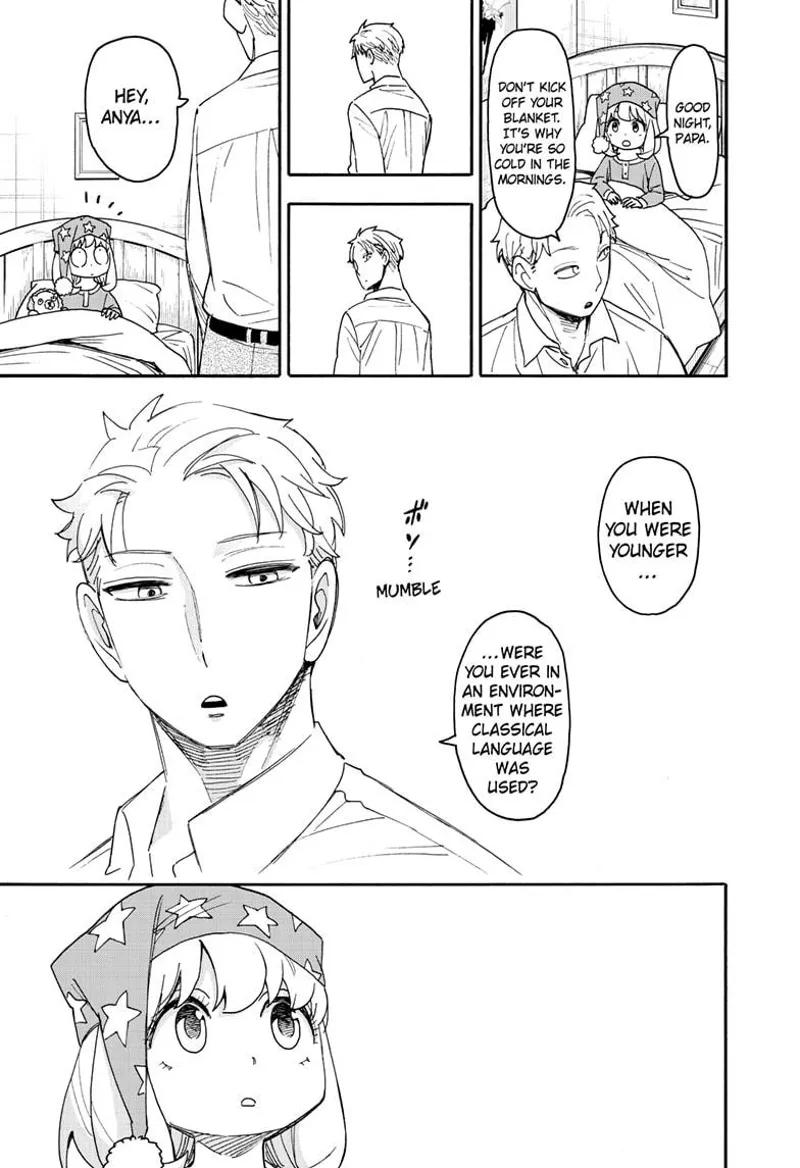 GOOD
NIGHT,
PAPA.
DON'T KICK
OFF YOUR
BLANKET.
IT'S WHY
YOU'RE SO
COLD IN THE
MORNINGS.
HEY,
ANYA...
WHEN
YOU WERE
YOUNGER
...
ボソ…
MUMBLE
...WERE
YOU EVER IN
AN ENVIRON-
MENT WHERE
CLASSICAL
LANGUAGE
WAS
USED?